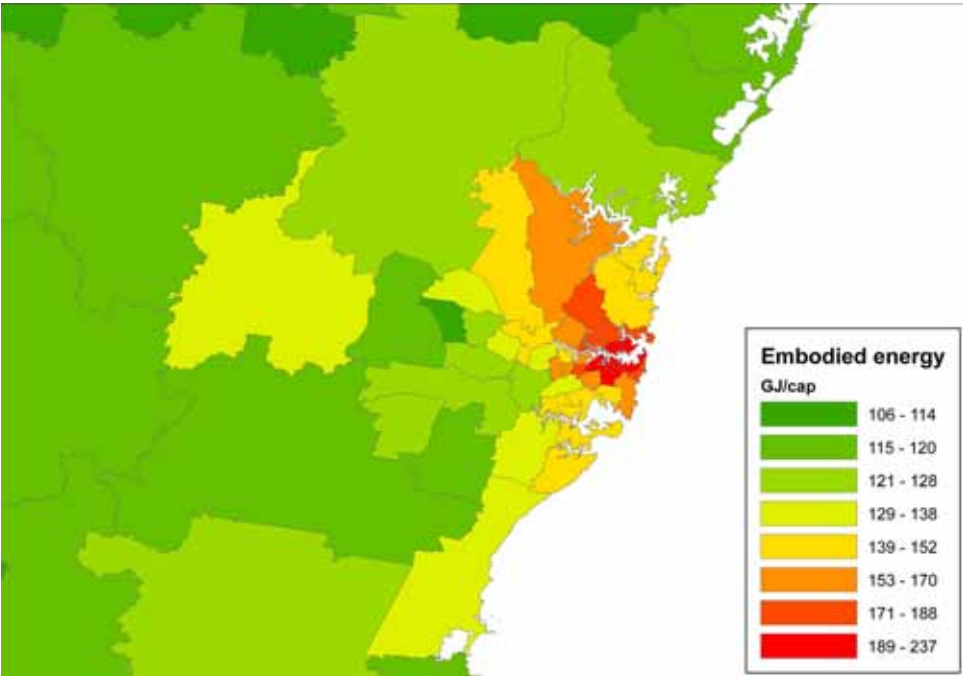 Embodied energy
GJ/cap
106 - 114
115 - 120
121 - 128
129 - 138
139 - 152
153 - 170
171 - 188
189 - 237